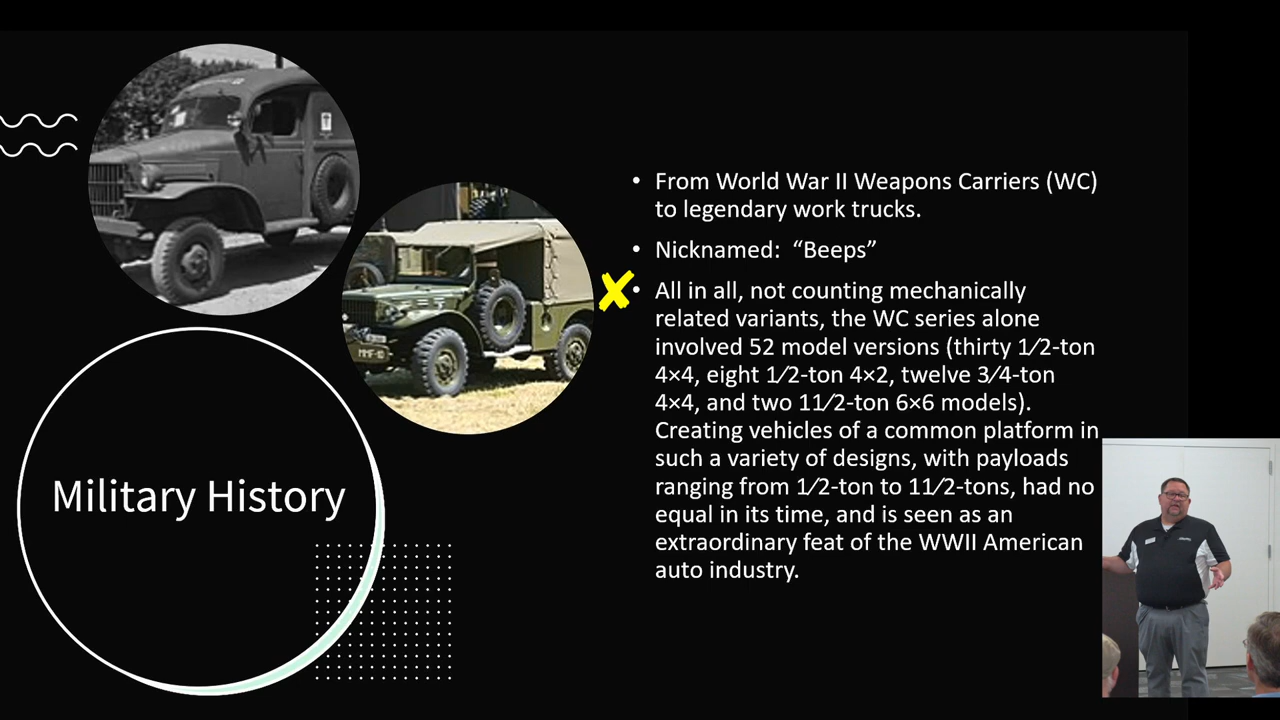 Military History
• From World War II Weapons Carriers (WC)
to legendary work trucks.
• Nicknamed:  “Beeps”
• All in all, not counting mechanically
related variants, the WC series alone
involved 52 model versions (thirty 1⁄2-ton
4×4, eight 1⁄2-ton 4×2, twelve 3⁄4-ton
4×4, and two 11⁄2-ton 6×6 models).
Creating vehicles of a common platform in
such a variety of designs, with payloads
ranging from 1⁄2-ton to 11⁄2-tons, had no
equal in its time, and is seen as an
extraordinary feat of the WWII American
auto industry.